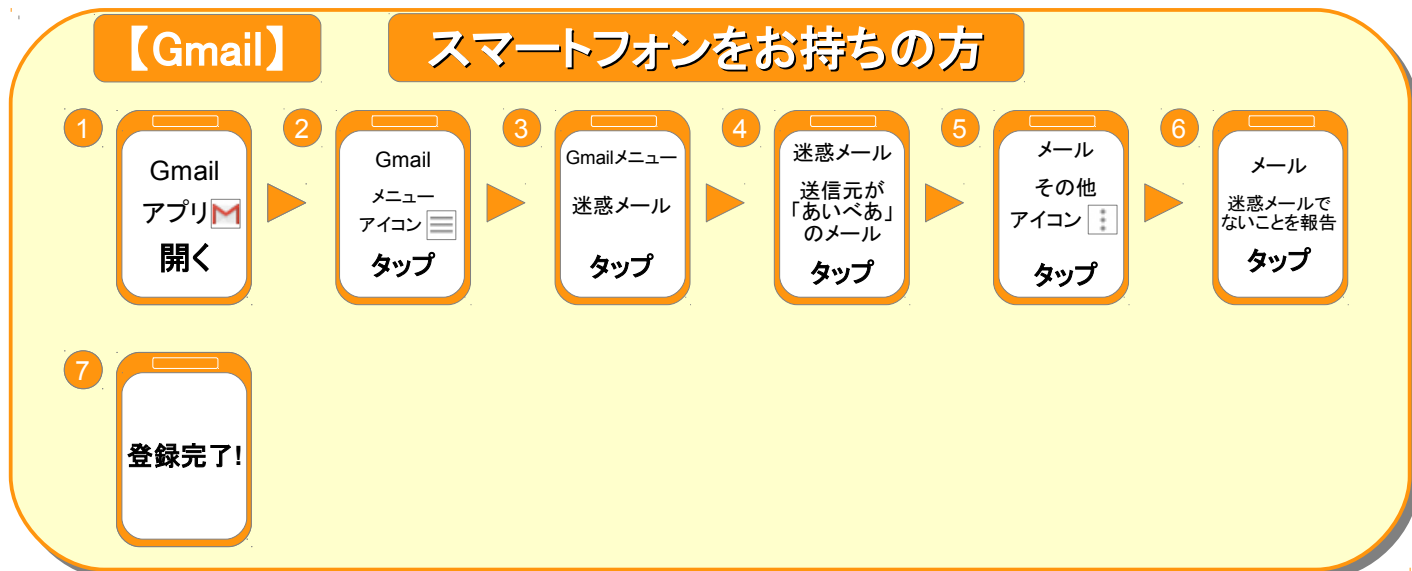 【Gmail】
スマートフォンをお持ちの方
1
Gmail
アプリ
開く
2
Gmail
メニュー
アイコン
タップ
3
Gmailメニュー
迷惑メール
タップ
4
迷惑メール
送信元が
「あいべあ」
のメール
タップ
5
メール
その他
アイコン
タップ
6
メール
迷惑メールで
ないことを報告
タップ
7
登録完了!